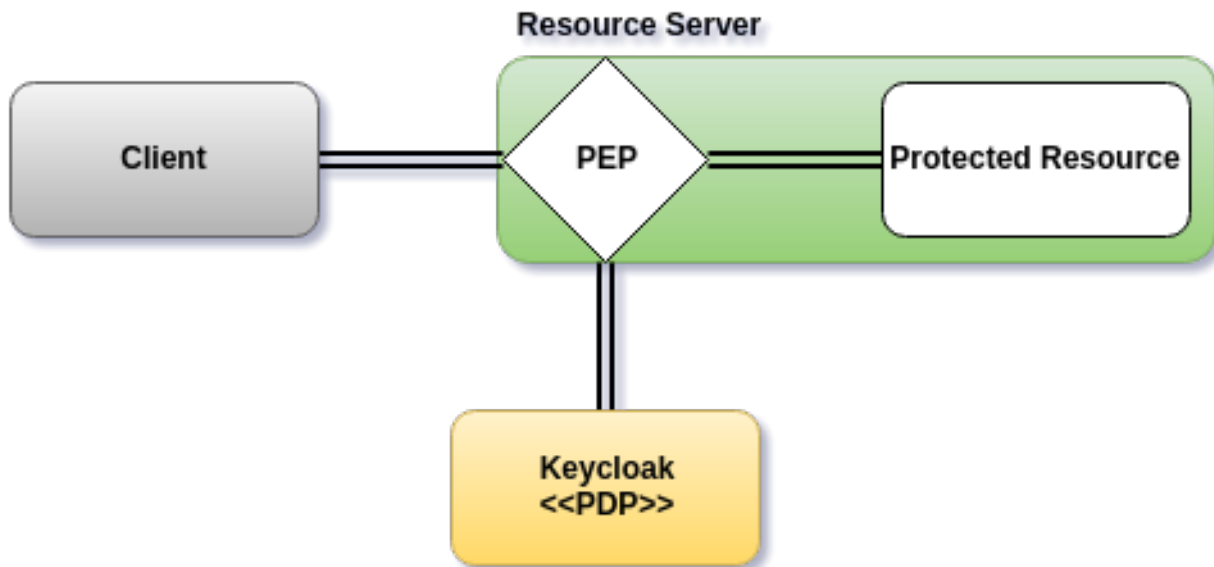 Resource Server
Client
PEP
Protected Resource
Keycloak
<<PDP>>